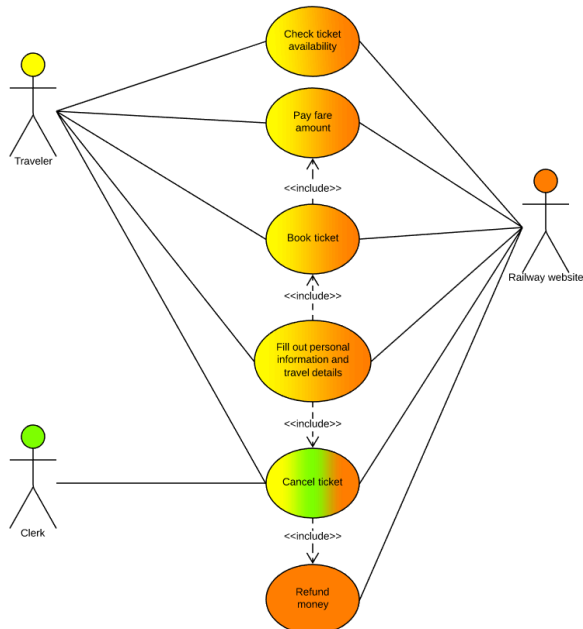 Check ticket
availability
Traveler
Pay fare
amount
<<include>>
Book ticket
Railway website
<<include>>
Fill out personal
information and
travel details
<<include>>
Cancel ticket
Clerk
<<include>>
Refund
money